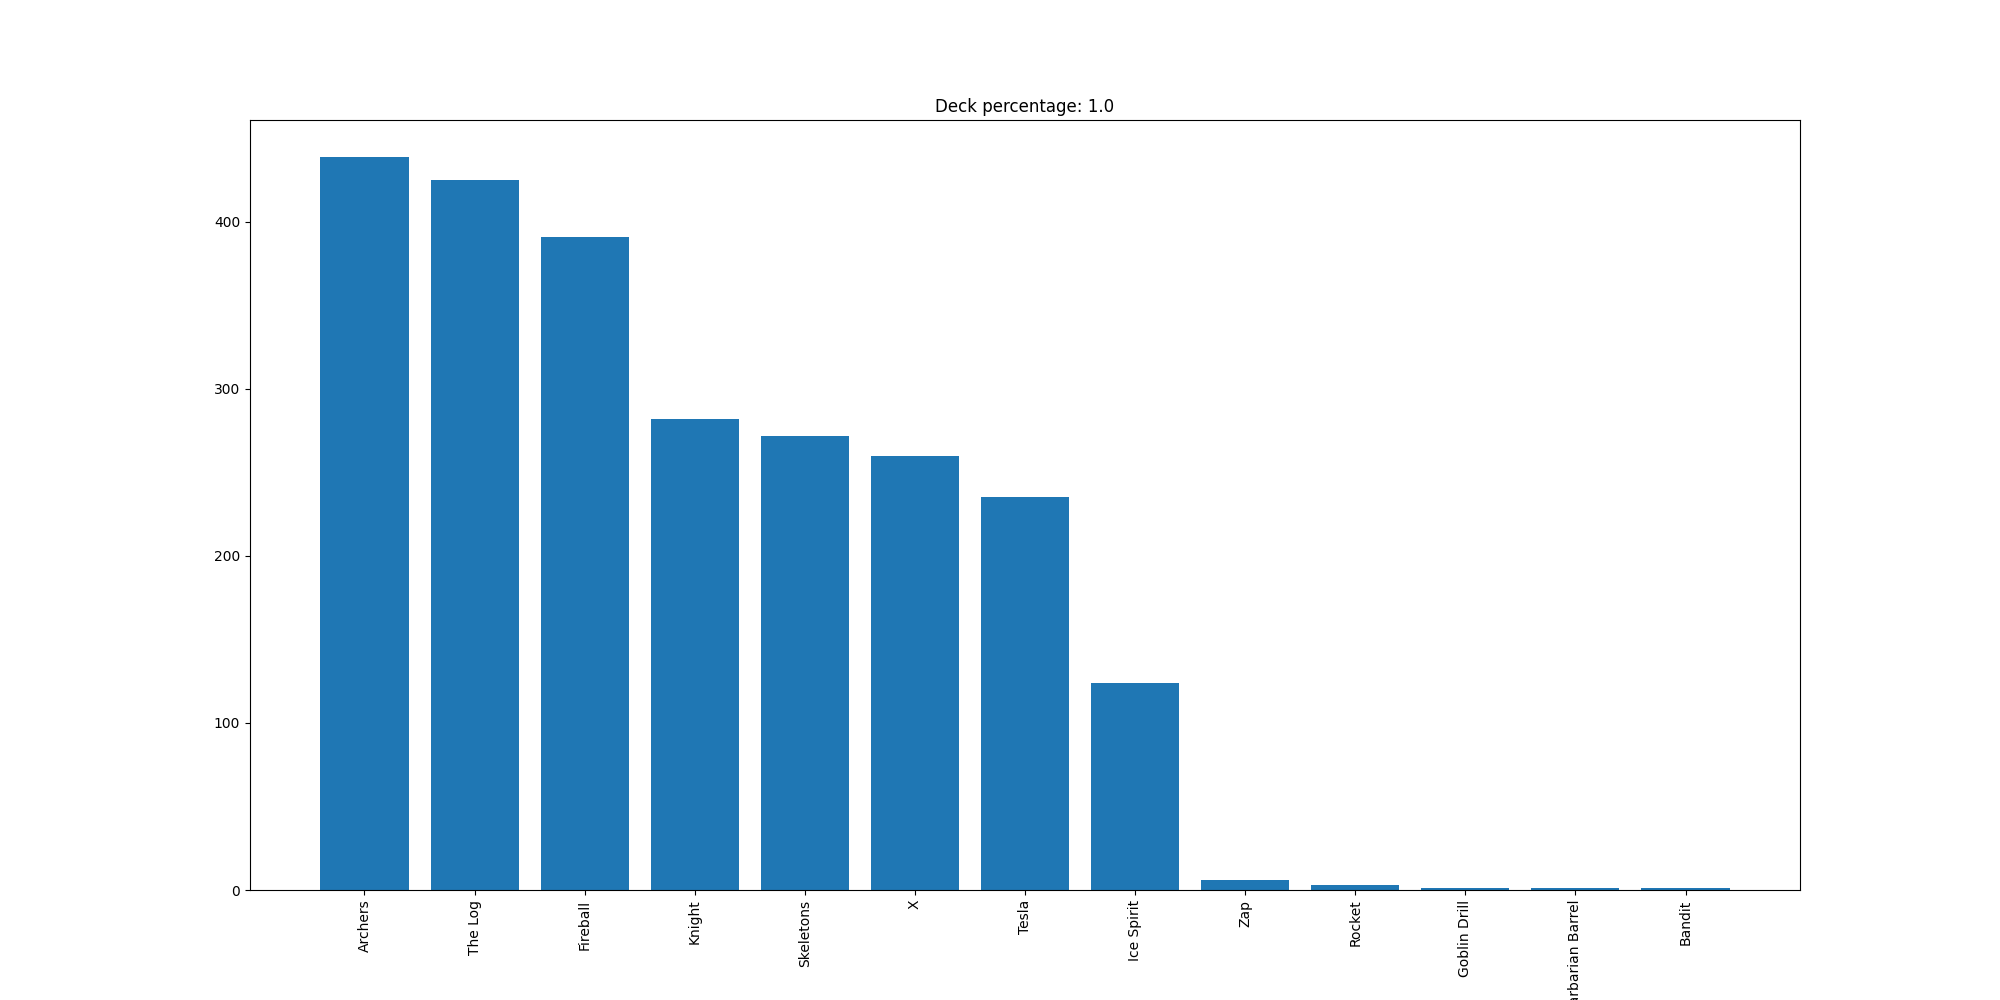 Deck percentage: 1.0
400
300
200
100
0
Archers
The Log
Fireball
Knight
Skeletons
X
Tesla
Ice Spirit
Zap
Rocket
Goblin Drill
arbarian Barrel
Bandit